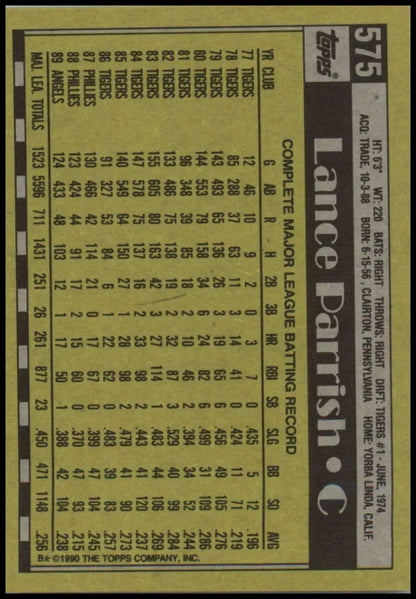 575
Topps
HT: 6'3" WT: 220 BATS: RIGHT THROWS: RIGHT DRFT: TIGERS #1 - JUNE, 1974
ACQ: TRADE, 10-3-88 BORN: 6-15-56, CLAIRTON, PENNSYLVANIA HOME: YORBA LINDA, CALIF.
Lance Parrish • C
COMPLETE MAJOR LEAGUE BATTING RECORD
YR CLUB G AB R H 2B 3B HR RBI SB SLG BB SO AVG
77 TIGERS 12 46 10 9 2 0 3 7 0 .435 5 12 .196
78 TIGERS 85 288 37 63 11 3 14 41 0 .424 11 71 .219
79 TIGERS 143 493 65 136 26 3 19 65 6 .456 49 105 .276
80 TIGERS 144 553 79 158 34 6 24 82 6 .499 31 109 .286
81 TIGERS 96 348 39 85 18 2 10 46 2 .394 34 52 .244
82 TIGERS 133 486 75 138 19 2 32 87 3 .529 40 99 .284
83 TIGERS 155 605 80 163 42 3 27 114 1 .483 44 106 .269
84 TIGERS 147 578 75 137 16 2 33 98 2 .443 41 120 .237
85 TIGERS 140 549 64 150 27 1 28 98 2 .479 41 90 .273
86 TIGERS 91 327 53 84 6 1 22 62 0 .483 38 83 .257
87 PHILLIES 130 466 42 114 21 0 17 67 0 .399 47 104 .245
88 PHILLIES 123 424 44 91 17 2 15 60 0 .370 47 93 .215
89 ANGELS 124 433 48 103 12 1 17 50 1 .388 42 104 .238
MAJ. LEA. TOTALS 1523 5596 711 1431 251 26 261 877 23 .450 471 1148 .256
B* ©1990 THE TOPPS COMPANY, INC.